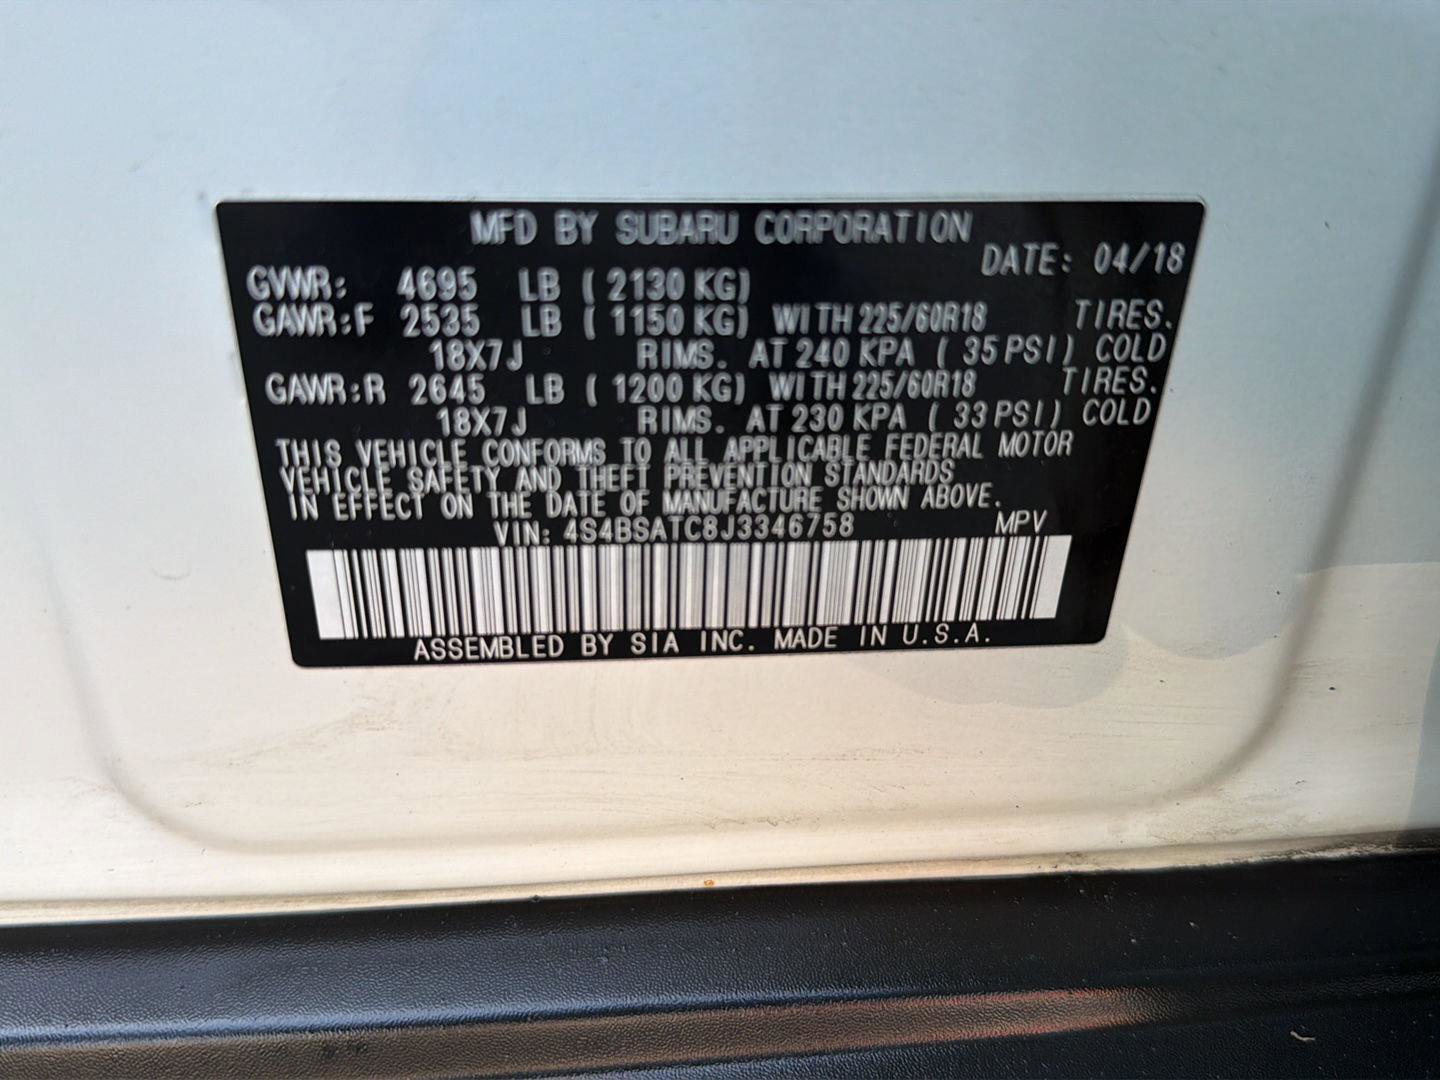 MFD BY SUBARU CORPORATION
DATE: 04/18
GVWR: 4695 LB (2130 KG)
GAWR:F 2535 LB (1150 KG) WITH 225/60R18 TIRES.
18X7J RIMS. AT 240 KPA (35 PSI) COLD
GAWR:R 2645 LB (1200 KG) WITH 225/60R18 TIRES.
18X7J RIMS. AT 230 KPA (33 PSI) COLD
THIS VEHICLE CONFORMS TO ALL APPLICABLE FEDERAL MOTOR
VEHICLE SAFETY AND THEFT PREVENTION STANDARDS
IN EFFECT ON THE DATE OF MANUFACTURE SHOWN ABOVE.
VIN: 4S4BSATC8J3346758 MPV
ASSEMBLED BY SIA INC. MADE IN U.S.A.